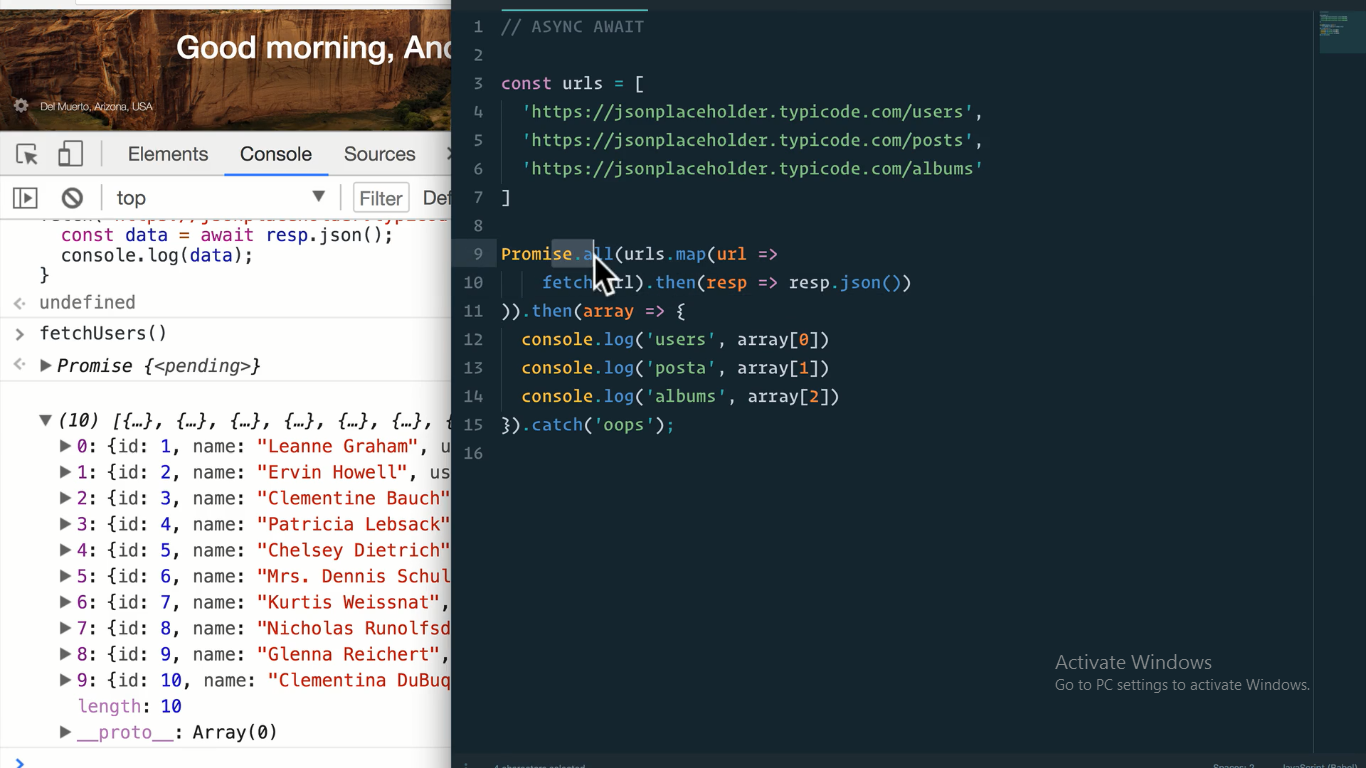 Good morning, And
Del Muerto, Arizona, USA
Elements Console Sources
top Filter Def
const data = await resp.json();
console.log(data);
}
undefined
fetchUsers()
Promise {<pending>}
(10) [{…}, {…}, {…}, {…}, {…}, {…}, {
0: {id: 1, name: "Leanne Graham", u
1: {id: 2, name: "Ervin Howell", us
2: {id: 3, name: "Clementine Bauch"
3: {id: 4, name: "Patricia Lebsack"
4: {id: 5, name: "Chelsey Dietrich"
5: {id: 6, name: "Mrs. Dennis Schul
6: {id: 7, name: "Kurtis Weissnat",
7: {id: 8, name: "Nicholas Runolfsd
8: {id: 9, name: "Glenna Reichert",
9: {id: 10, name: "Clementina DuBuq
length: 10
__proto__: Array(0)
1 // ASYNC AWAIT
2
3 const urls = [
4 'https://jsonplaceholder.typicode.com/users',
5 'https://jsonplaceholder.typicode.com/posts',
6 'https://jsonplaceholder.typicode.com/albums'
7 ]
8
9 Promise.all(urls.map(url =>
10 fetch(url).then(resp => resp.json())
11 )).then(array => {
12 console.log('users', array[0])
13 console.log('posta', array[1])
14 console.log('albums', array[2])
15 }).catch('oops');
16
Activate Windows
Go to PC settings to activate Windows.